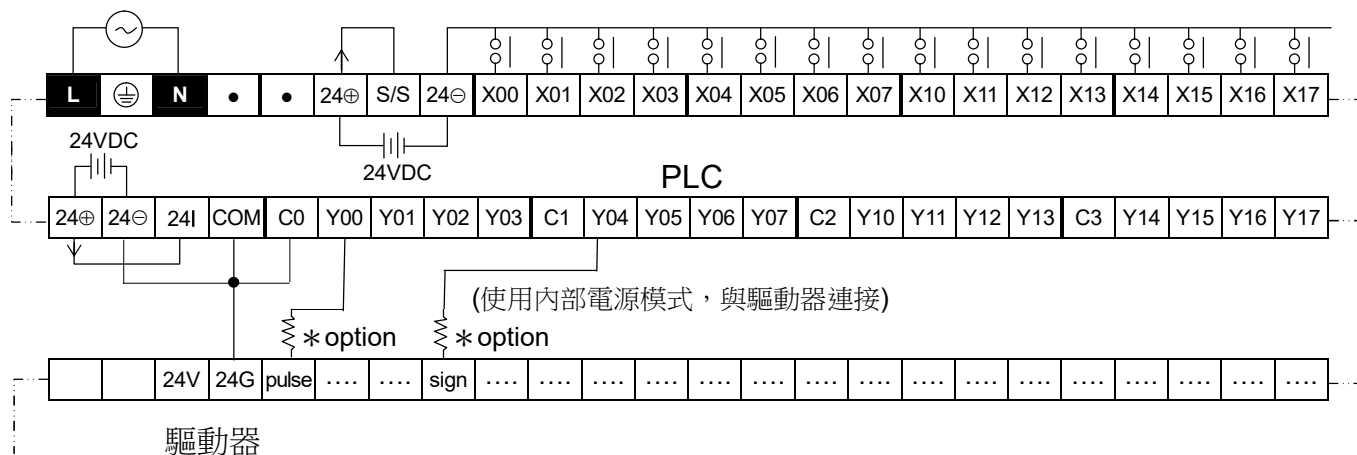 L N • • 24⊕ S/S 24⊖ X00 X01 X02 X03 X04 X05 X06 X07 X10 X11 X12 X13 X14 X15 X16 X17
24VDC
24VDC
PLC
24⊕ 24⊖ 24I COM C0 Y00 Y01 Y02 Y03 C1 Y04 Y05 Y06 Y07 C2 Y10 Y11 Y12 Y13 C3 Y14 Y15 Y16 Y17
(使用內部電源模式，與驅動器連接)
＊option ＊option
24V 24G pulse .... .... sign .... .... .... .... .... .... .... .... .... .... .... .... .... .... .... ....
驅動器